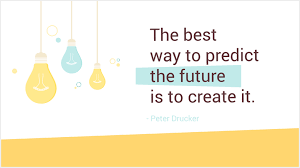 The best
way to predict
the future
is to create it.
- Peter Drucker